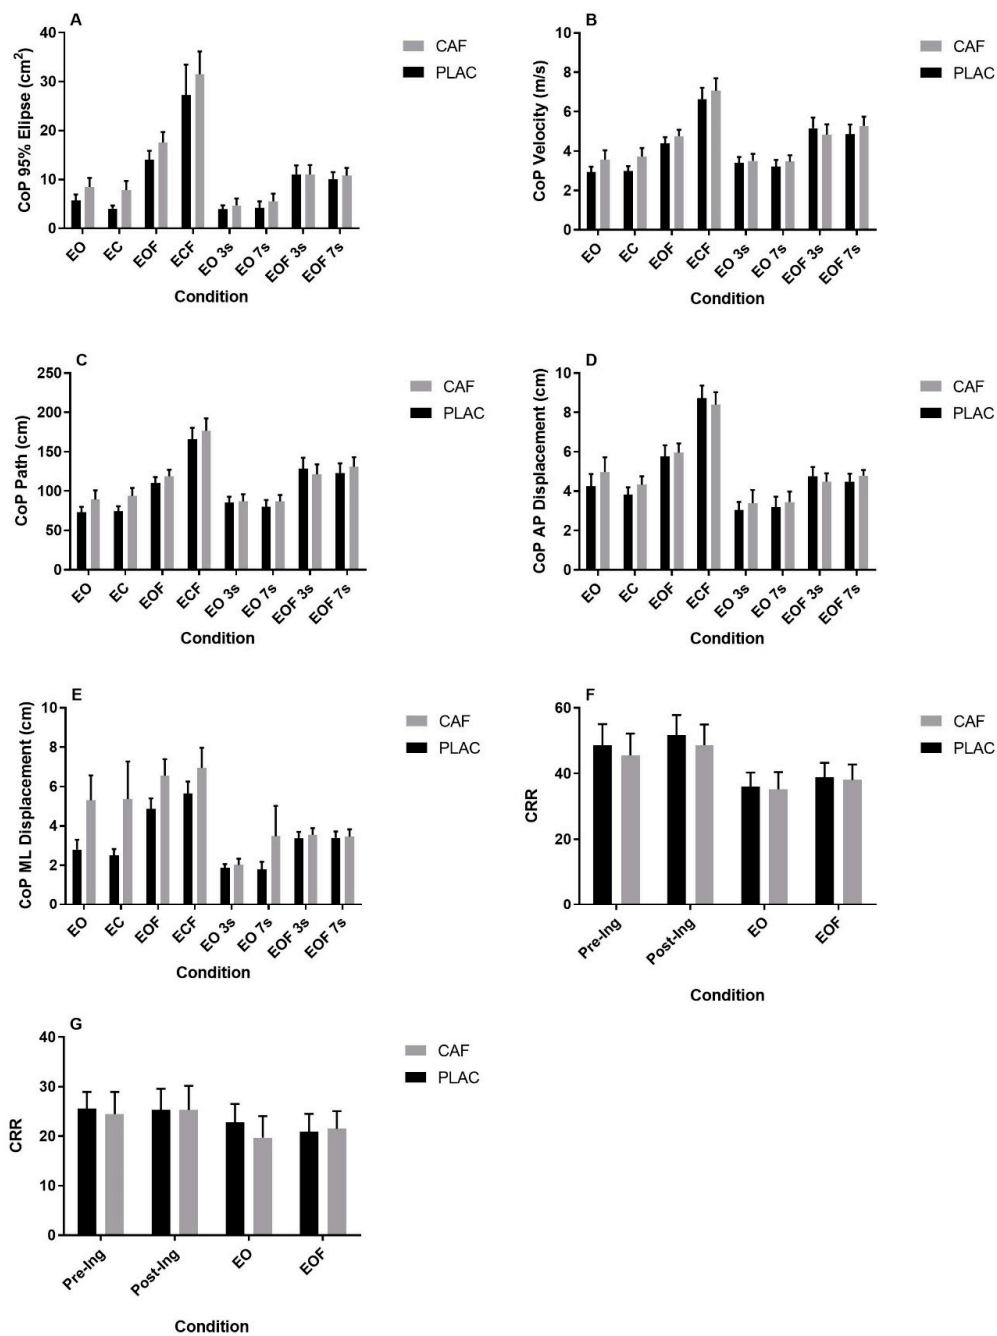 A
CoP 95% Elipse (cm²)
40
30
20
10
0
EO
EC
EOF
ECF
EO 3s
EO 7s
EOF 3s
EOF 7s
Condition
CAF
PLAC
B
CoP Velocity (m/s)
10
8
6
4
2
0
EO
EC
EOF
ECF
EO 3s
EO 7s
EOF 3s
EOF 7s
Condition
CAF
PLAC
C
CoP Path (cm)
250
200
150
100
50
0
EO
EC
EOF
ECF
EO 3s
EO 7s
EOF 3s
EOF 7s
Condition
CAF
PLAC
D
CoP AP Displacement (cm)
10
8
6
4
2
0
EO
EC
EOF
ECF
EO 3s
EO 7s
EOF 3s
EOF 7s
Condition
CAF
PLAC
E
CoP ML Displacement (cm)
10
8
6
4
2
0
EO
EC
EOF
ECF
EO 3s
EO 7s
EOF 3s
EOF 7s
Condition
CAF
PLAC
F
CRR
60
40
20
0
Pre-Ing
Post-Ing
EO
EOF
Condition
CAF
PLAC
G
CRR
40
30
20
10
0
Pre-Ing
Post-Ing
EO
EOF
Condition
CAF
PLAC